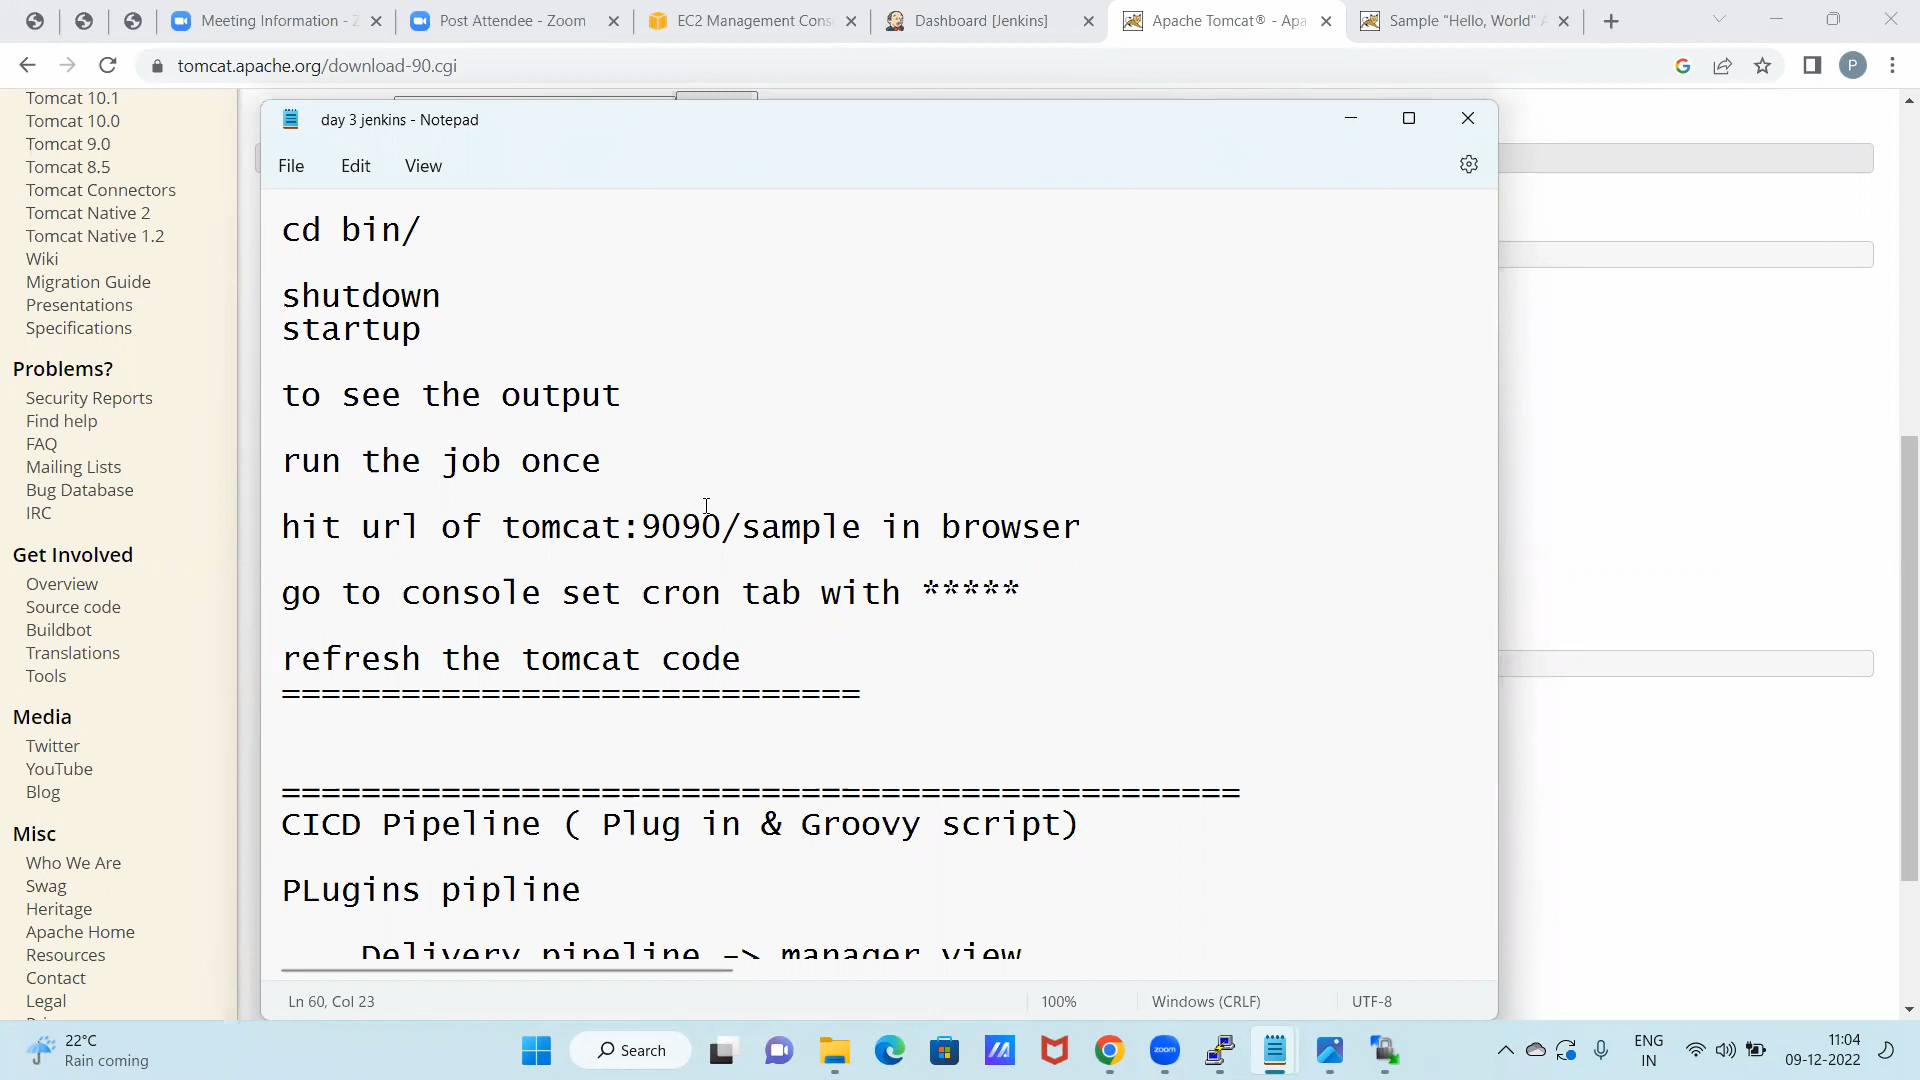 Meeting Information - Z
Post Attendee - Zoom
EC2 Management Cons
Dashboard [Jenkins]
Apache Tomcat® - Apa
Sample "Hello, World" A
tomcat.apache.org/download-90.cgi
P
Tomcat 10.1
Tomcat 10.0
Tomcat 9.0
Tomcat 8.5
Tomcat Connectors
Tomcat Native 2
Tomcat Native 1.2
Wiki
Migration Guide
Presentations
Specifications
Problems?
Security Reports
Find help
FAQ
Mailing Lists
Bug Database
IRC
Get Involved
Overview
Source code
Buildbot
Translations
Tools
Media
Twitter
YouTube
Blog
Misc
Who We Are
Swag
Heritage
Apache Home
Resources
Contact
Legal
day 3 jenkins - Notepad
File Edit View
cd bin/
shutdown
startup
to see the output
run the job once
hit url of tomcat:9090/sample in browser
go to console set cron tab with *****
refresh the tomcat code
=============================
================================================
CICD Pipeline ( Plug in & Groovy script)
PLugins pipline
Delivery pipeline -> manager view
Ln 60, Col 23
100%
Windows (CRLF)
UTF-8
22°C
Rain coming
Search
zoom
ENG
IN
11:04
09-12-2022